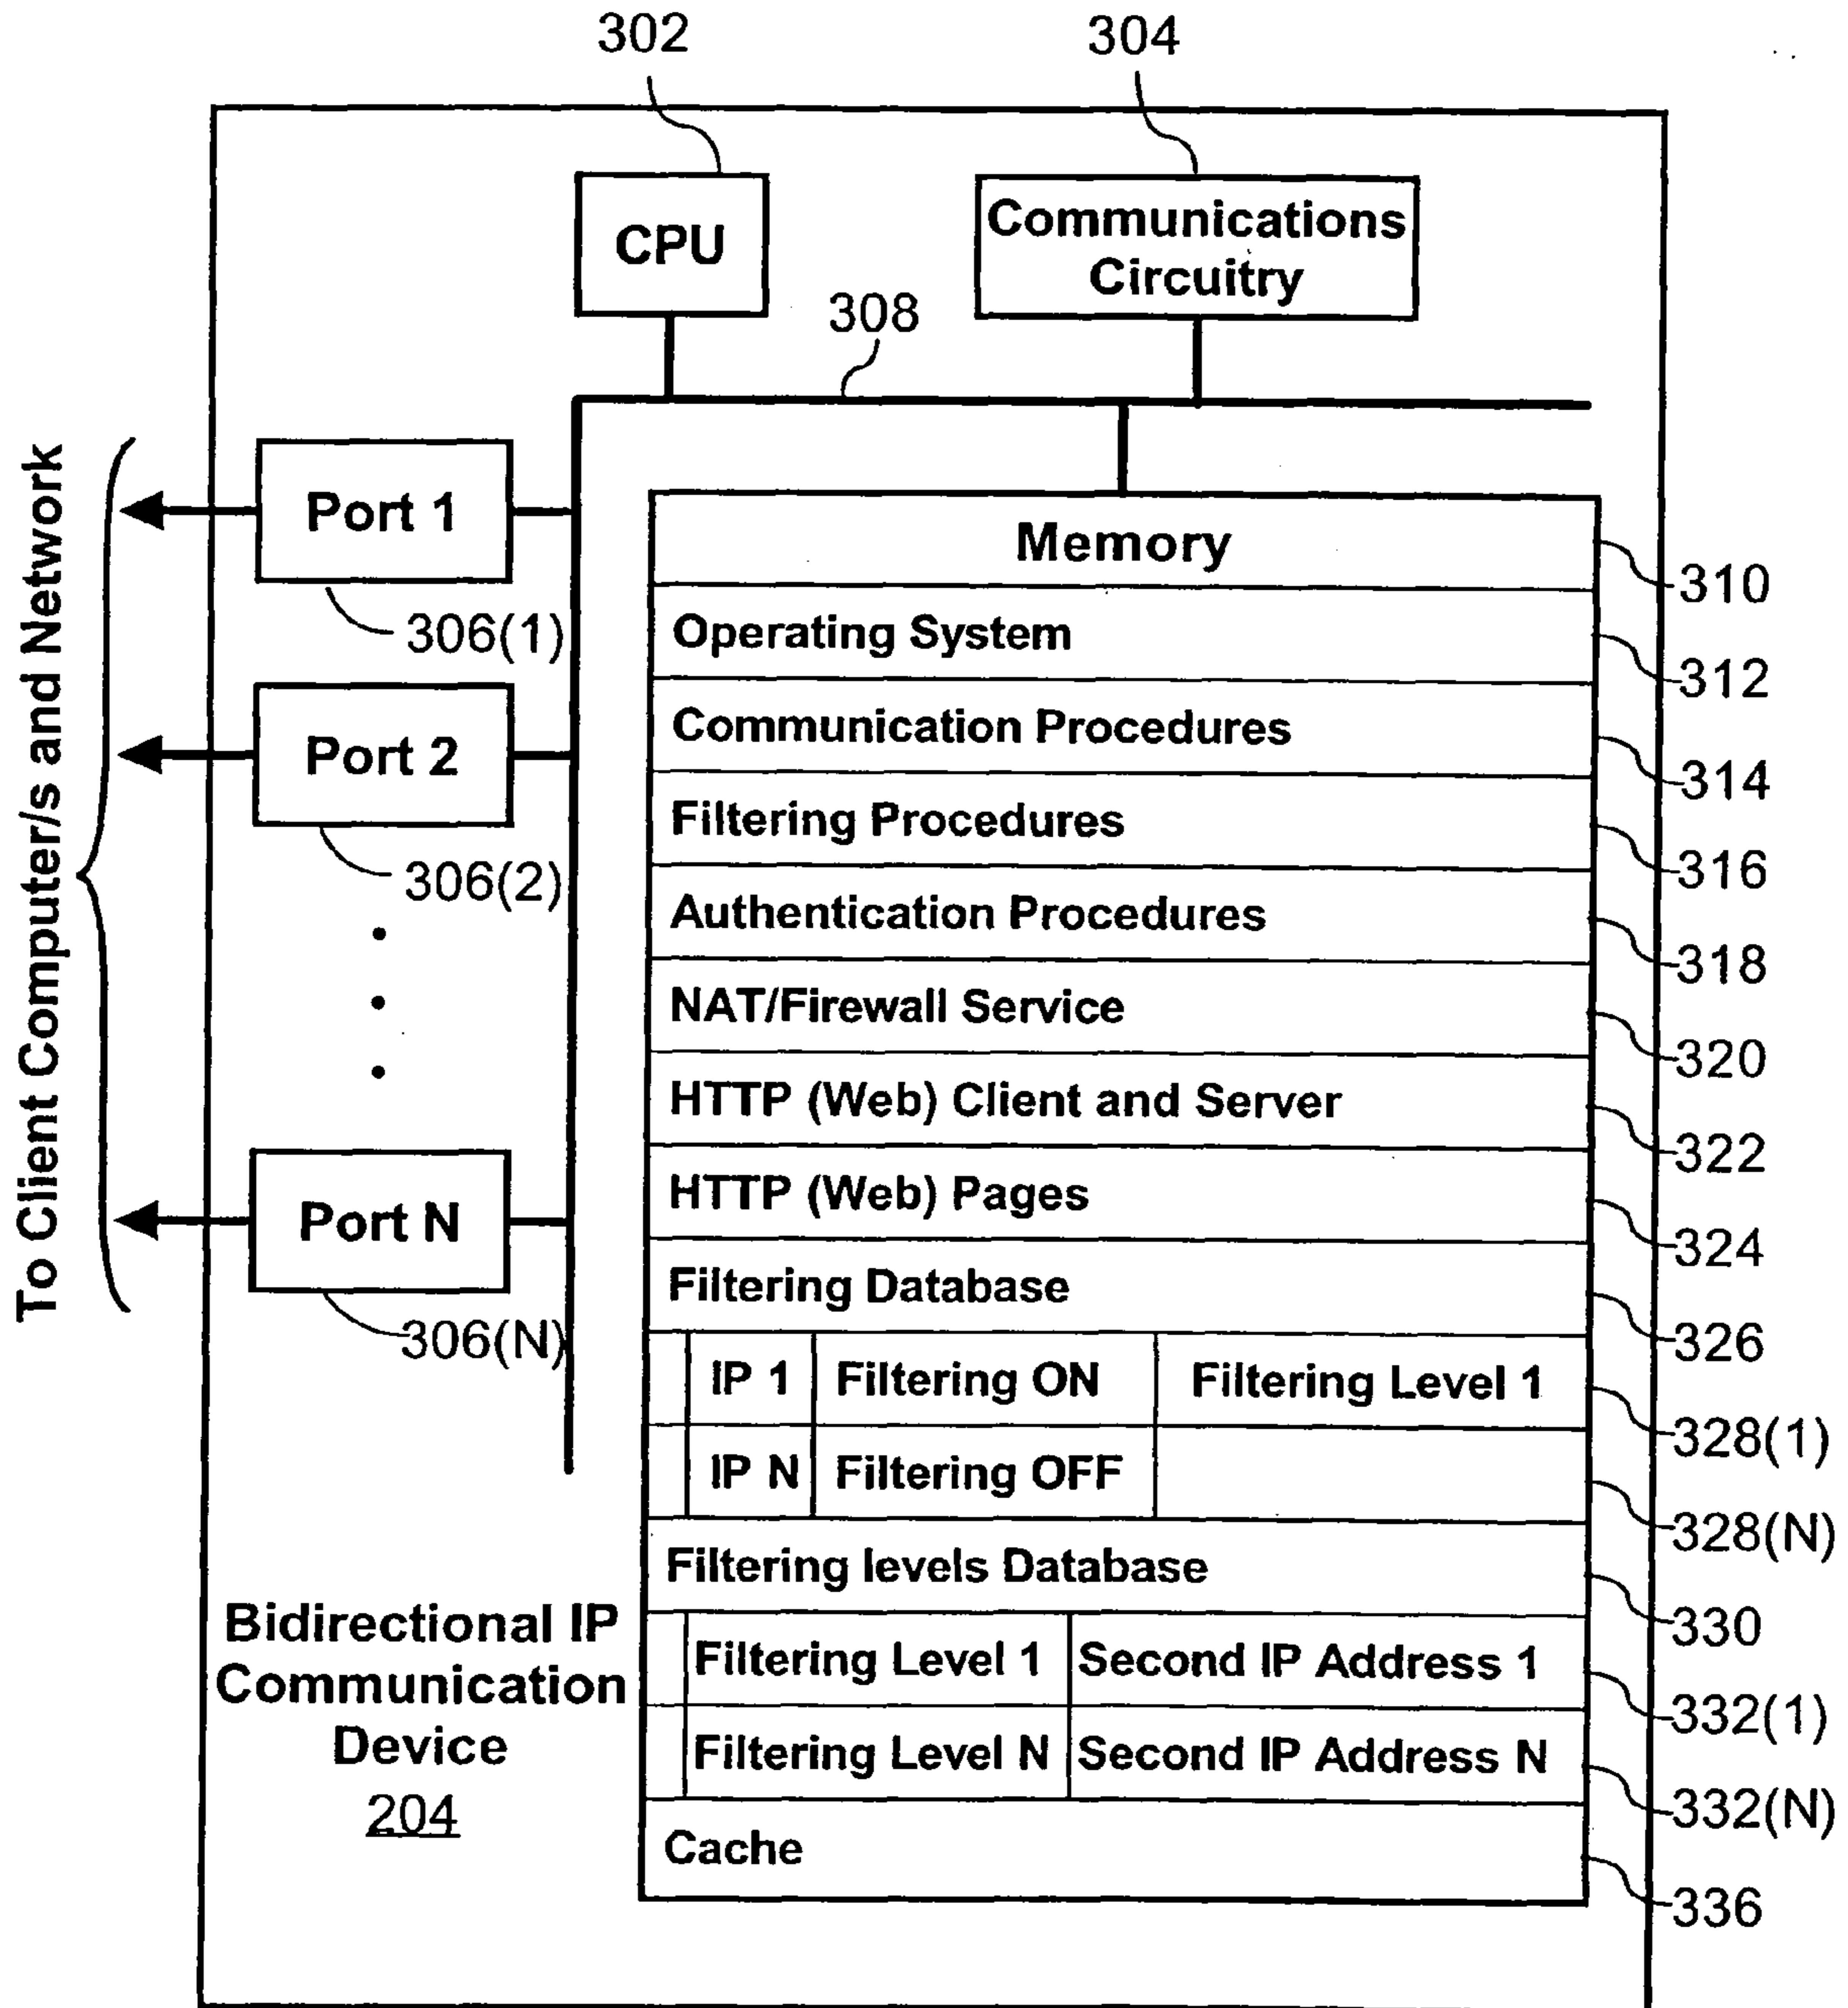 302
304
CPU
Communications
Circuitry
308
To Client Computer/s and Network
Port 1
306(1)
Port 2
306(2)
Port N
306(N)
Memory
310
Operating System
312
Communication Procedures
314
Filtering Procedures
316
Authentication Procedures
318
NAT/Firewall Service
320
HTTP (Web) Client and Server
322
HTTP (Web) Pages
324
Filtering Database
326
IP 1 Filtering ON Filtering Level 1
328(1)
IP N Filtering OFF
328(N)
Filtering levels Database
330
Filtering Level 1 Second IP Address 1
332(1)
Filtering Level N Second IP Address N
332(N)
Cache
336
Bidirectional IP
Communication
Device
204